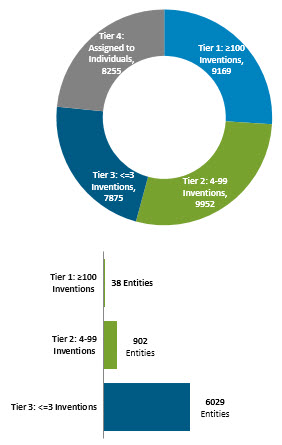 Tier 4:
Assigned to
Individuals,
8255
Tier 1: ≥100
Inventions,
9169
Tier 3: <=3
Inventions,
7875
Tier 2: 4-99
Inventions,
9952
Tier 1: ≥100
Inventions
38 Entities
Tier 2: 4-99
Inventions
902
Entities
Tier 3: <=3 Inventions
6029
Entities